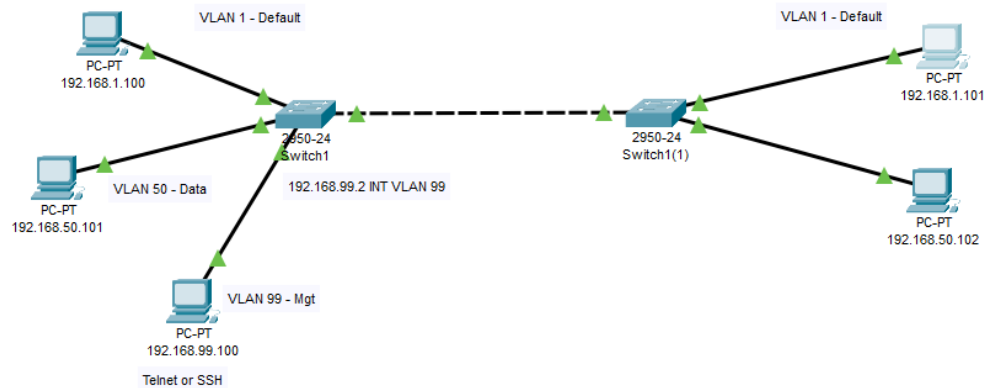 VLAN 1 - Default
VLAN 1 - Default
PC-PT
192.168.1.100
PC-PT
192.168.1.101
2950-24
Switch1
2950-24
Switch1(1)
VLAN 50 - Data
192.168.99.2 INT VLAN 99
PC-PT
192.168.50.101
PC-PT
192.168.50.102
VLAN 99 - Mgt
PC-PT
192.168.99.100
Telnet or SSH